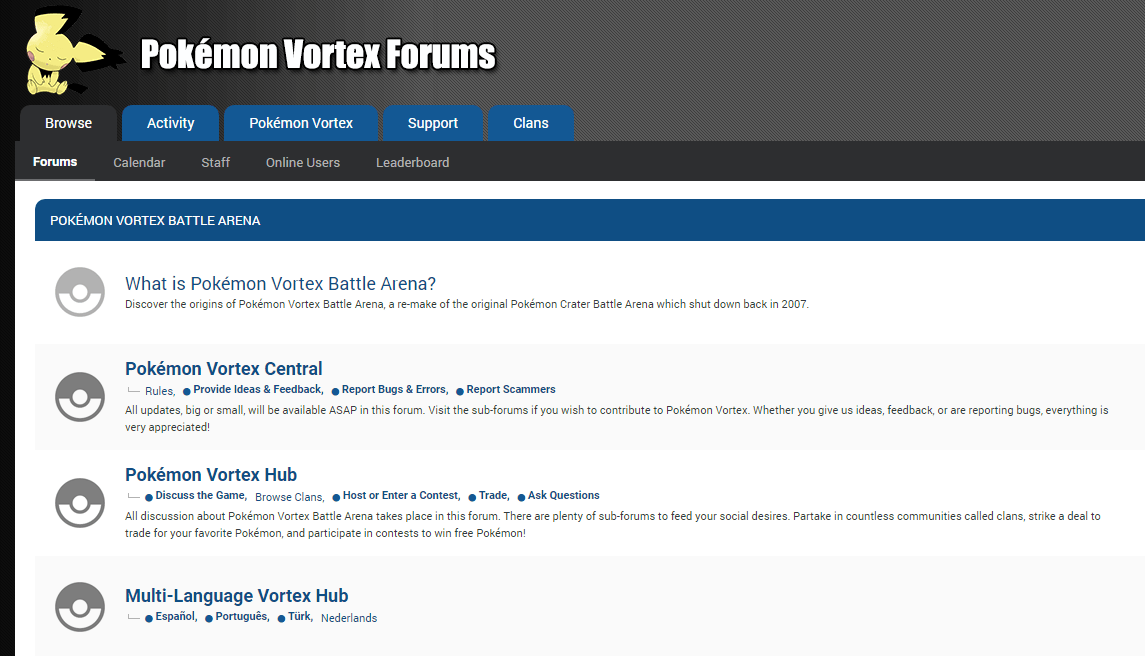 Pokémon Vortex Forums
Browse Activity Pokémon Vortex Support Clans
Forums Calendar Staff Online Users Leaderboard
POKÉMON VORTEX BATTLE ARENA
What is Pokémon Vortex Battle Arena?
Discover the origins of Pokémon Vortex Battle Arena, a re-make of the original Pokémon Crater Battle Arena which shut down back in 2007.
Pokémon Vortex Central
Rules, Provide Ideas & Feedback, Report Bugs & Errors, Report Scammers
All updates, big or small, will be available ASAP in this forum. Visit the sub-forums if you wish to contribute to Pokémon Vortex. Whether you give us ideas, feedback, or are reporting bugs, everything is
very appreciated!
Pokémon Vortex Hub
Discuss the Game, Browse Clans, Host or Enter a Contest, Trade, Ask Questions
All discussion about Pokémon Vortex Battle Arena takes place in this forum. There are plenty of sub-forums to feed your social desires. Partake in countless communities called clans, strike a deal to
trade for your favorite Pokémon, and participate in contests to win free Pokémon!
Multi-Language Vortex Hub
Español, Português, Türk, Nederlands